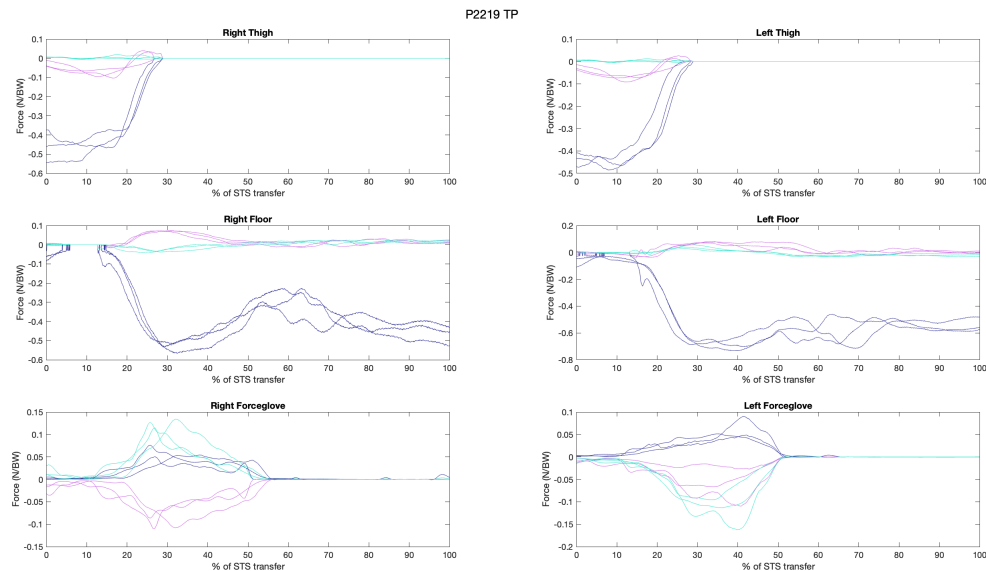 P2219 TP
Right Thigh
Left Thigh
Force (N/BW)
0.1
0
-0.1
-0.2
-0.3
-0.4
-0.5
-0.6
0 10 20 30 40 50 60 70 80 90 100
% of STS transfer
Force (N/BW)
0.1
0
-0.1
-0.2
-0.3
-0.4
-0.5
0 10 20 30 40 50 60 70 80 90 100
% of STS transfer
Right Floor
Left Floor
Force (N/BW)
0.1
0
-0.1
-0.2
-0.3
-0.4
-0.5
-0.6
0 10 20 30 40 50 60 70 80 90 100
% of STS transfer
Force (N/BW)
0.2
0
-0.2
-0.4
-0.6
-0.8
0 10 20 30 40 50 60 70 80 90 100
% of STS transfer
Right Forceglove
Left Forceglove
Force (N/BW)
0.15
0.1
0.05
0
-0.05
-0.1
-0.15
0 10 20 30 40 50 60 70 80 90 100
% of STS transfer
Force (N/BW)
0.1
0.05
0
-0.05
-0.1
-0.15
-0.2
0 10 20 30 40 50 60 70 80 90 100
% of STS transfer